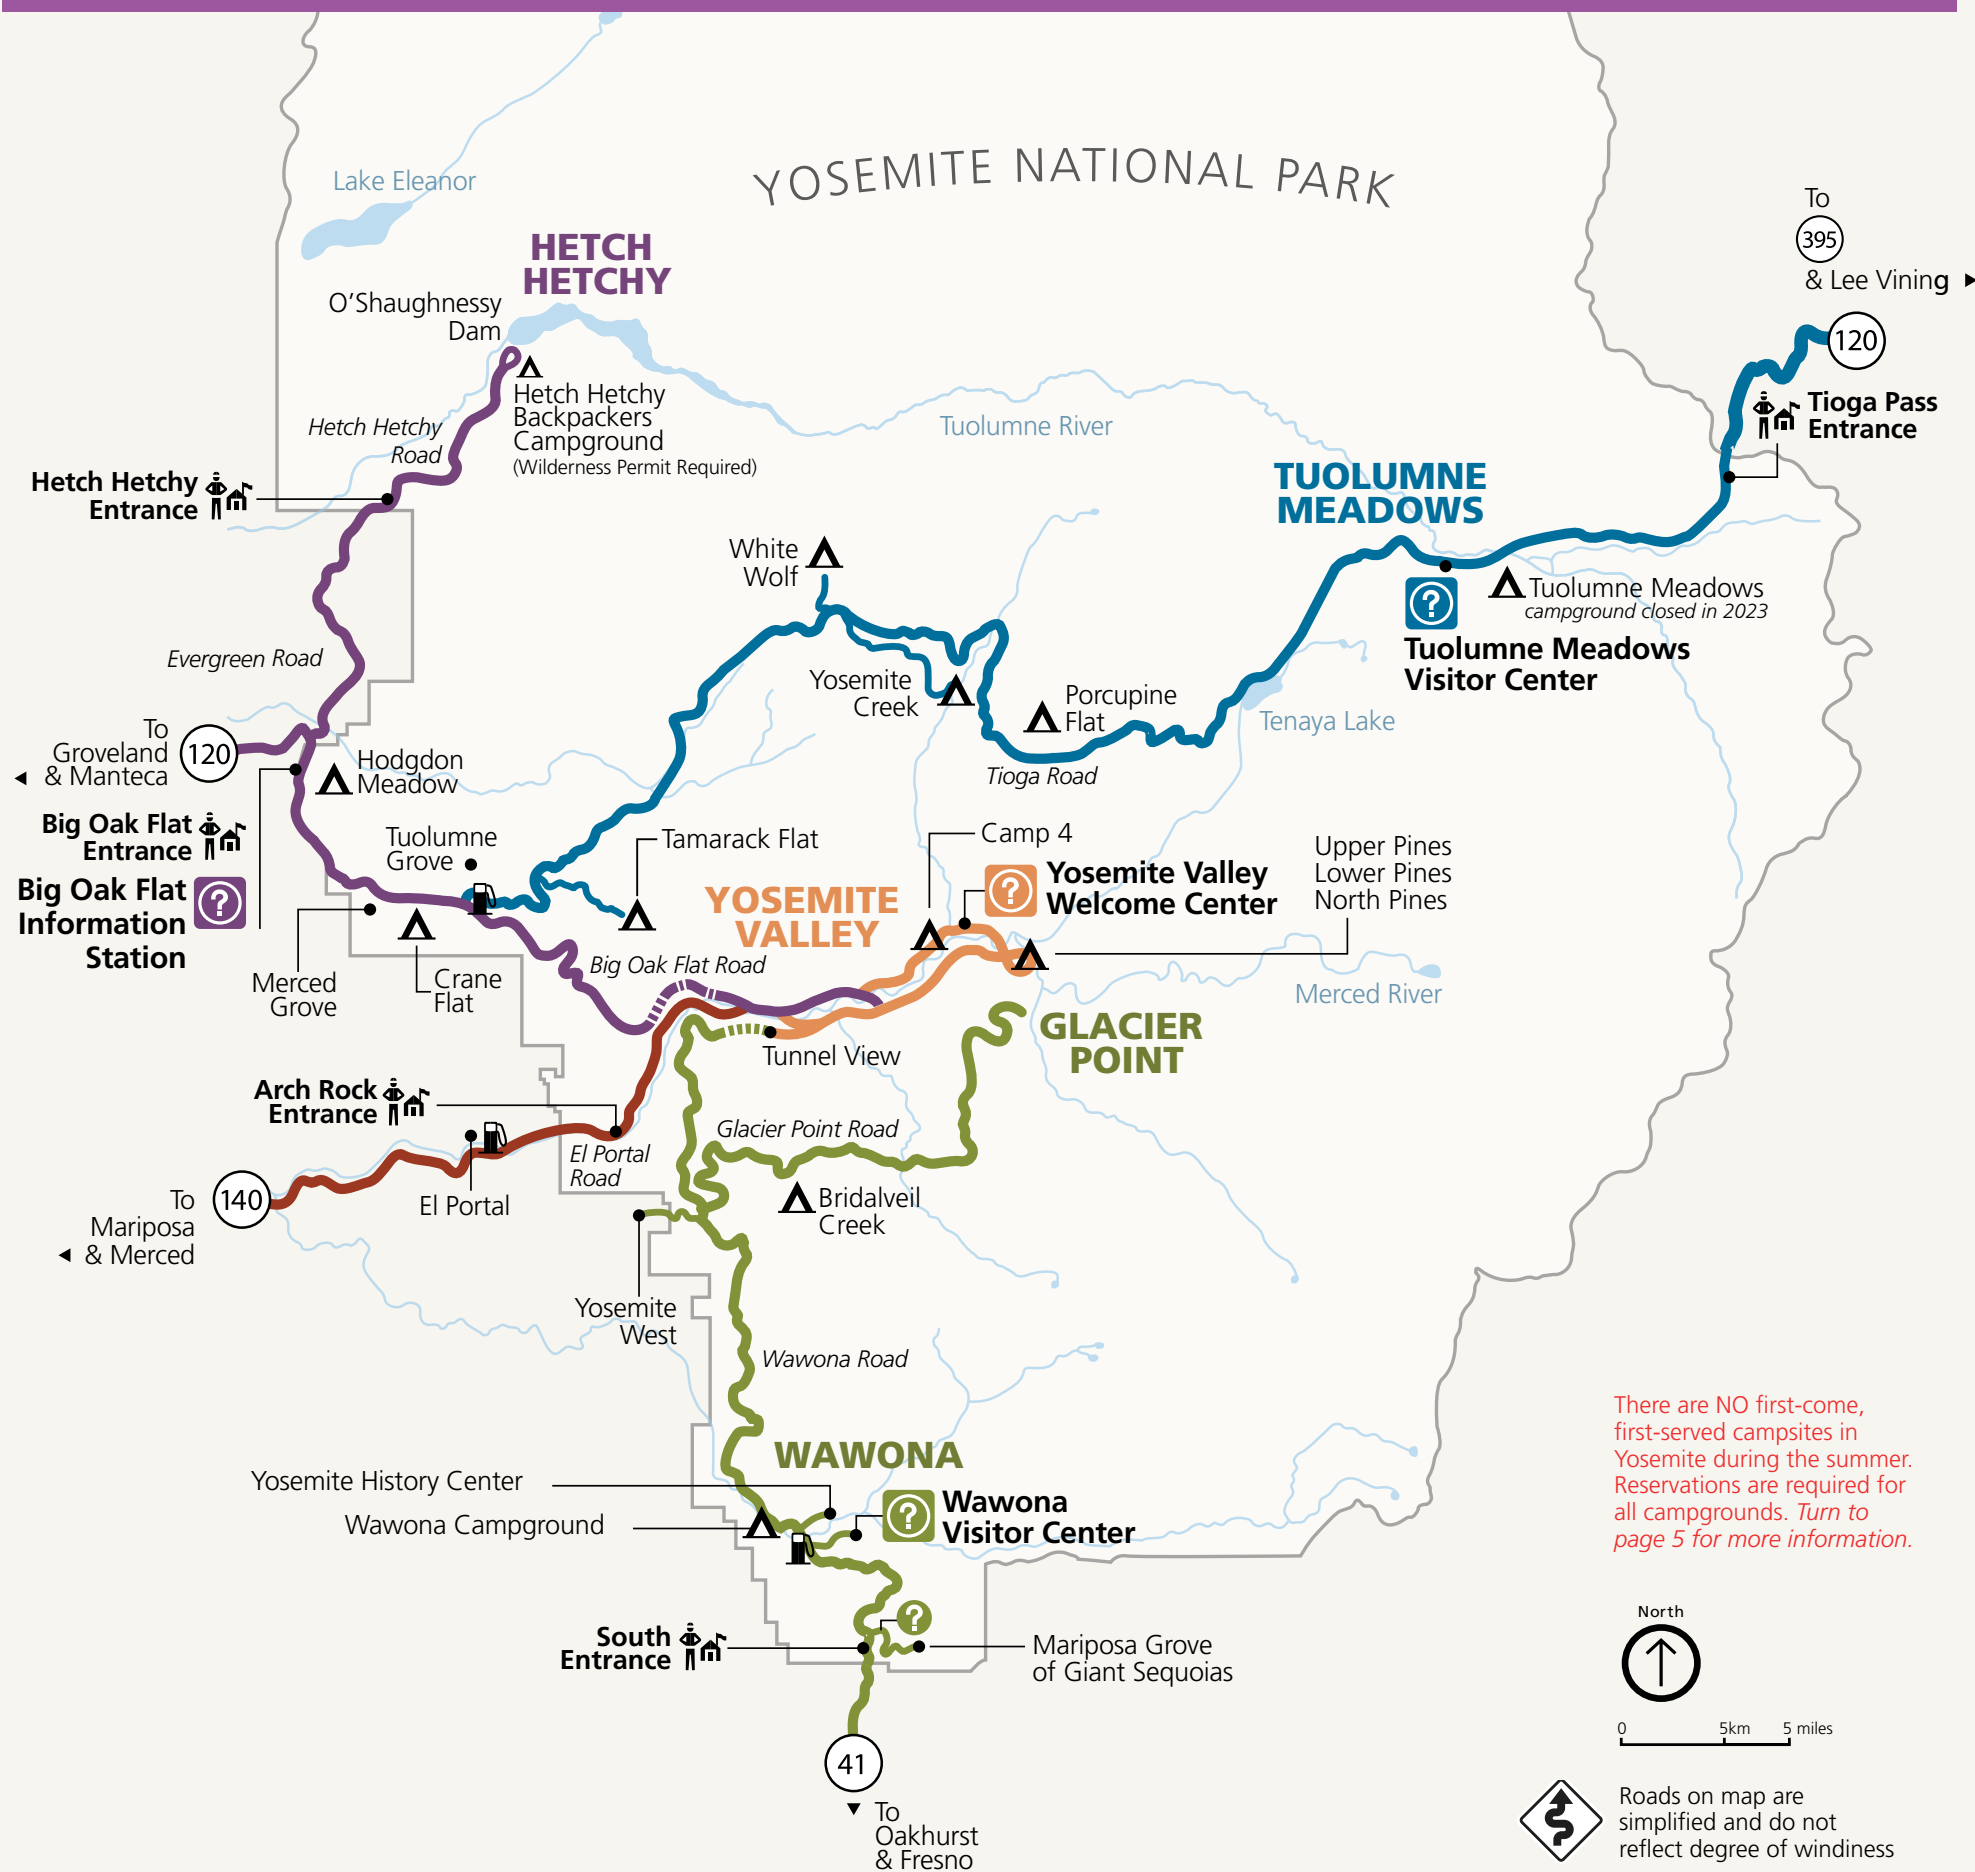 YOSEMITE NATIONAL PARK
Lake Eleanor
HETCH
HETCHY
O'Shaughnessy
Dam
Hetch Hetchy
Backpackers
Campground
(Wilderness Permit Required)
Hetch Hetchy
Road
Hetch Hetchy
Entrance
Tuolumne River
To
395
& Lee Vining
120
Tioga Pass
Entrance
TUOLUMNE
MEADOWS
White
Wolf
Tuolumne Meadows
campground closed in 2023
?
Tuolumne Meadows
Visitor Center
Evergreen Road
Yosemite
Creek
Porcupine
Flat
Tenaya Lake
Tioga Road
To
Groveland
& Manteca
120
Hodgdon
Meadow
Big Oak Flat
Entrance
Big Oak Flat
Information
Station
?
Tuolumne
Grove
Tamarack Flat
Camp 4
Upper Pines
Lower Pines
North Pines
YOSEMITE
VALLEY
?
Yosemite Valley
Welcome Center
Merced
Grove
Crane
Flat
Big Oak Flat Road
Merced River
GLACIER
POINT
Tunnel View
Arch Rock
Entrance
Glacier Point Road
El Portal
Road
To
Mariposa
& Merced
140
El Portal
Bridalveil
Creek
Yosemite
West
Wawona Road
WAWONA
Yosemite History Center
Wawona Campground
?
Wawona
Visitor Center
South
Entrance
?
Mariposa Grove
of Giant Sequoias
41
To
Oakhurst
& Fresno
There are NO first-come,
first-served campsites in
Yosemite during the summer.
Reservations are required for
all campgrounds. Turn to
page 5 for more information.
North
0 5km 5 miles
Roads on map are
simplified and do not
reflect degree of windiness